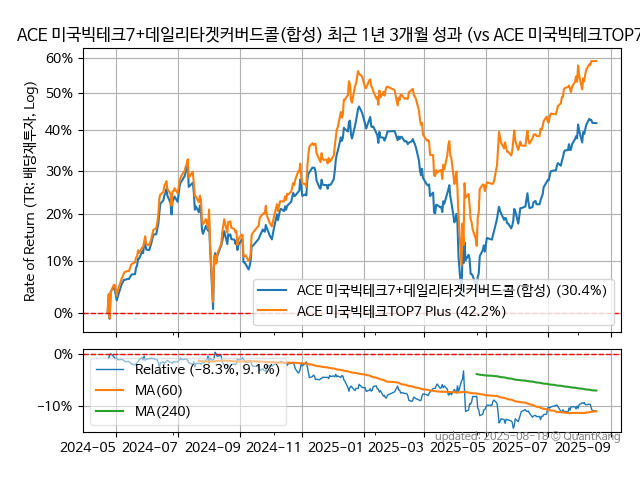 ACE 미국빅테크7+데일리타겟커버드콜(합성) 최근 1년 3개월 성과 (vs ACE 미국빅테크TOP7
60%
50%
40%
30%
20%
10%
0%
Rate of Return (TR: 배당재투자, Log)
ACE 미국빅테크7+데일리타겟커버드콜(합성) (30.4%)
ACE 미국빅테크TOP7 Plus (42.2%)
0%
−10%
Relative (−8.3%, 9.1%)
MA(60)
MA(240)
updated: 2025-08-18 © QuantKang
2024−05 2024−07 2024−09 2024−11 2025−01 2025−03 2025−05 2025−07 2025−09